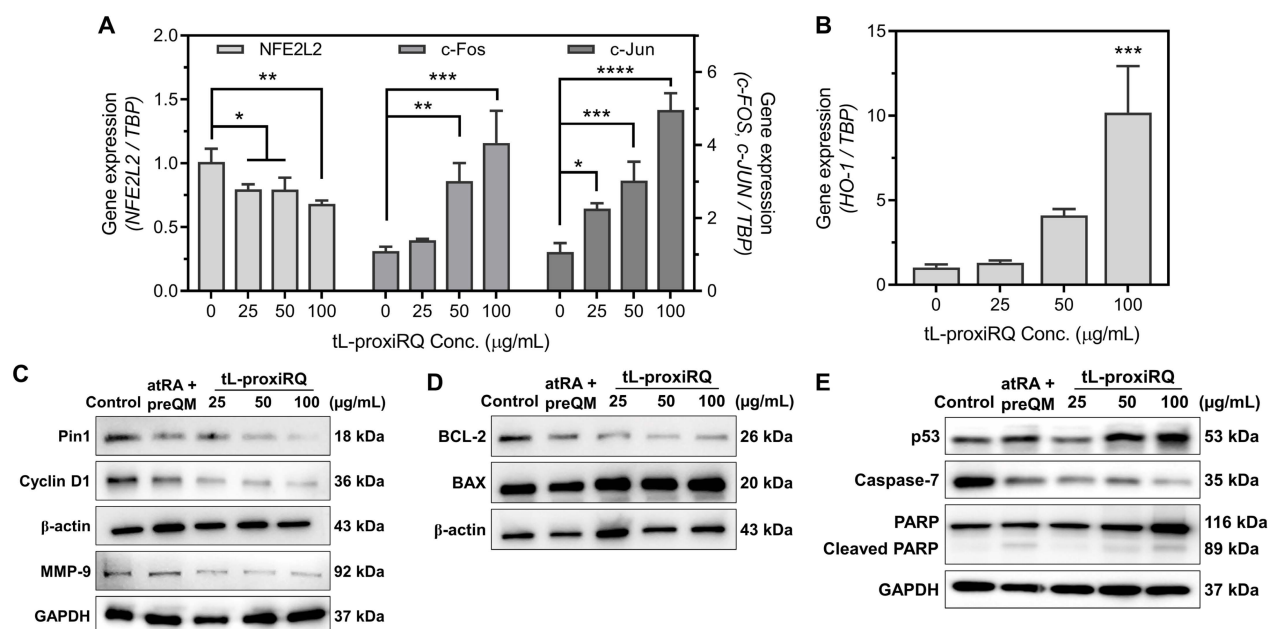 A
NFE2L2 c-Fos c-Jun
Gene expression
(NFE2L2 / TBP)
2.0
1.5
1.0
0.5
0.0
** *** ****
* ** ***
*
6
4
2
0
Gene expression
(c-FOS, c-JUN / TBP)
0 25 50 100 0 25 50 100 0 25 50 100
tL-proxiRQ Conc. (μg/mL)
B
Gene expression
(HO-1 / TBP)
15
10
5
0
***
0 25 50 100
tL-proxiRQ Conc. (μg/mL)
C
atRA + tL-proxiRQ
Control preQM 25 50 100 (μg/mL)
Pin1 18 kDa
Cyclin D1 36 kDa
β-actin 43 kDa
MMP-9 92 kDa
GAPDH 37 kDa
D
atRA + tL-proxiRQ
Control preQM 25 50 100 (μg/mL)
BCL-2 26 kDa
BAX 20 kDa
β-actin 43 kDa
E
atRA + tL-proxiRQ
Control preQM 25 50 100 (μg/mL)
p53 53 kDa
Caspase-7 35 kDa
PARP 116 kDa
Cleaved PARP 89 kDa
GAPDH 37 kDa